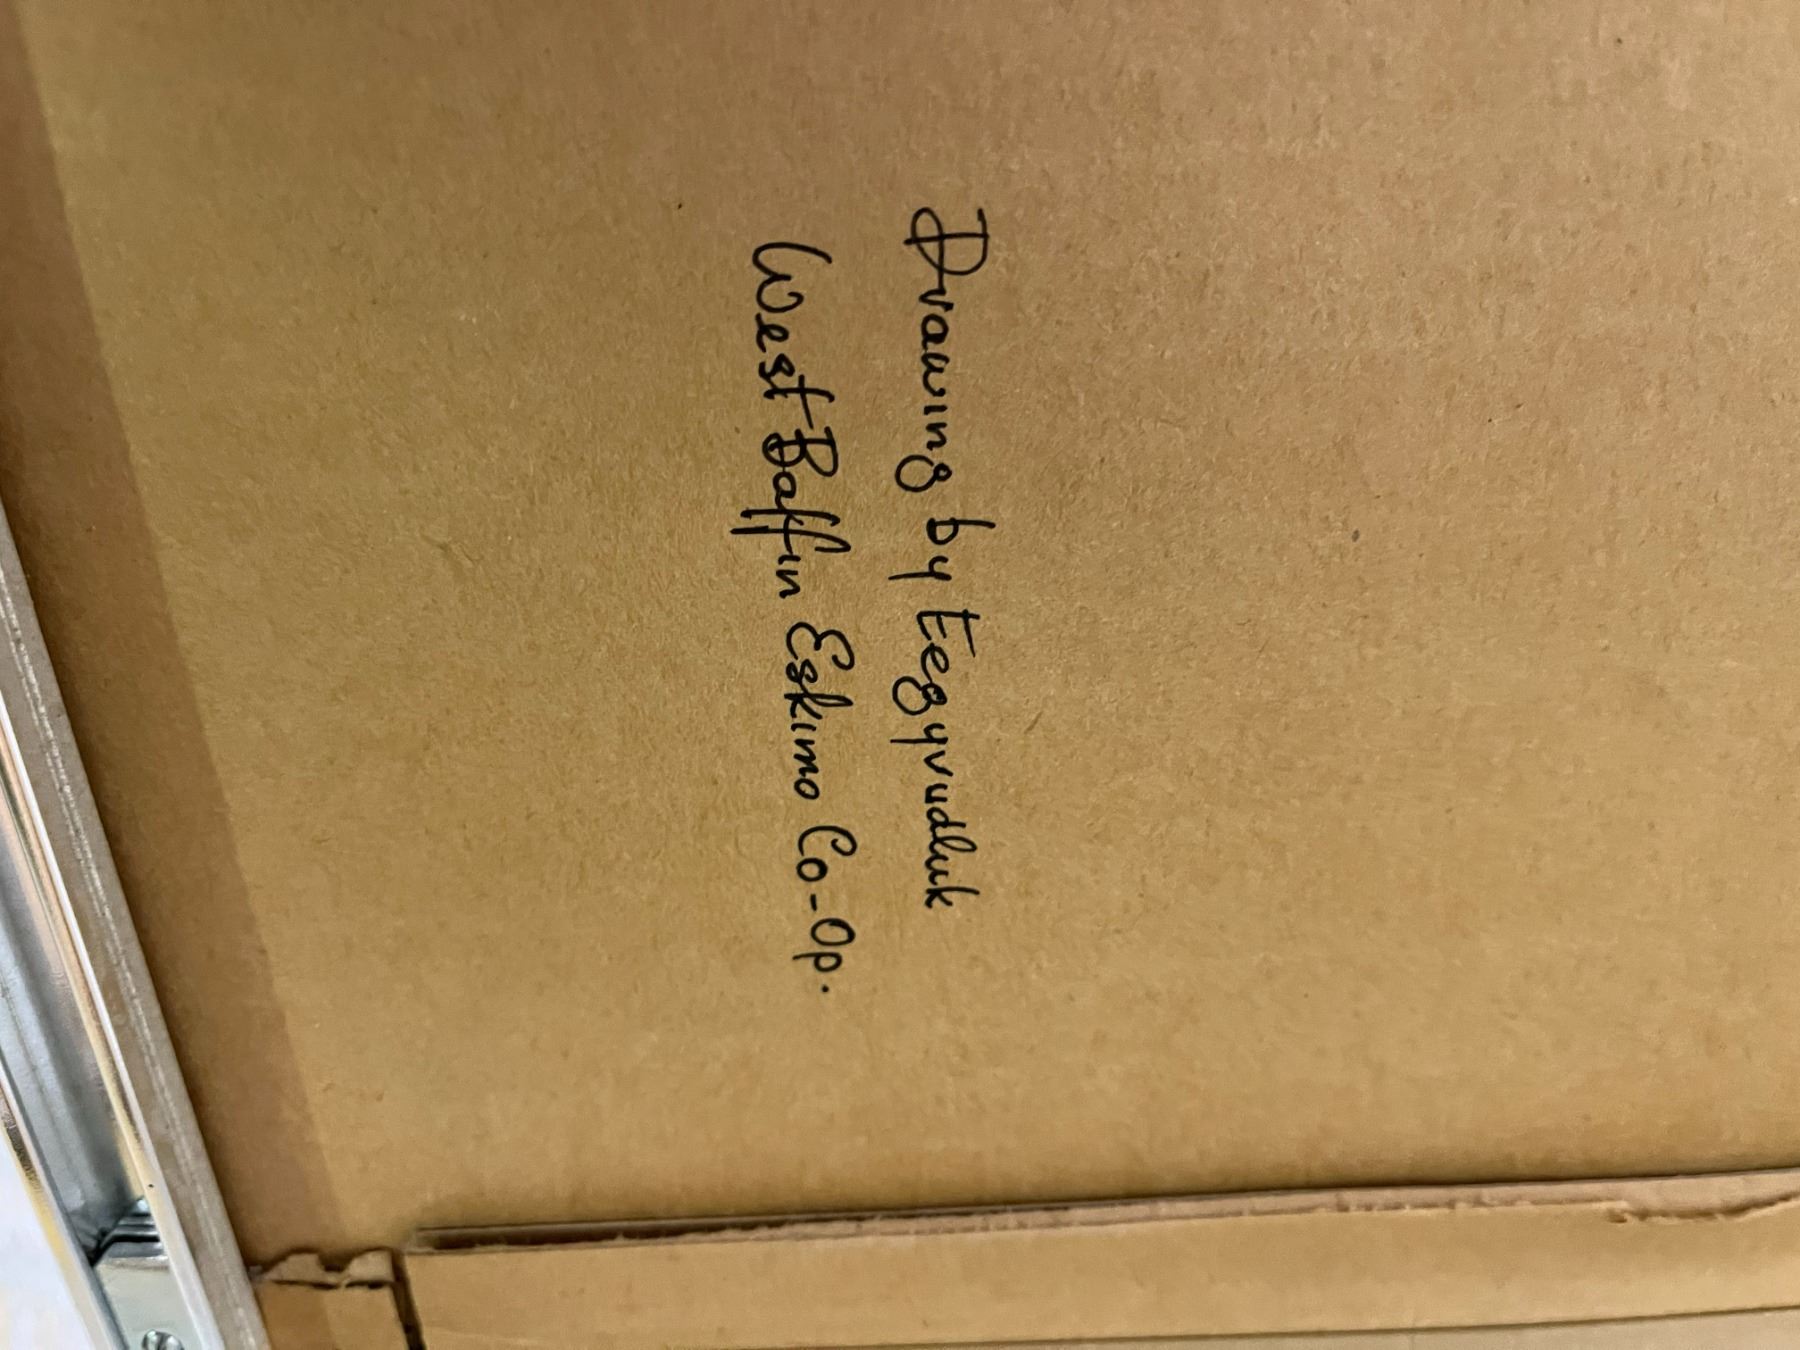 Drawing by Eegyvudluk
West Baffin Eskimo Co-Op.